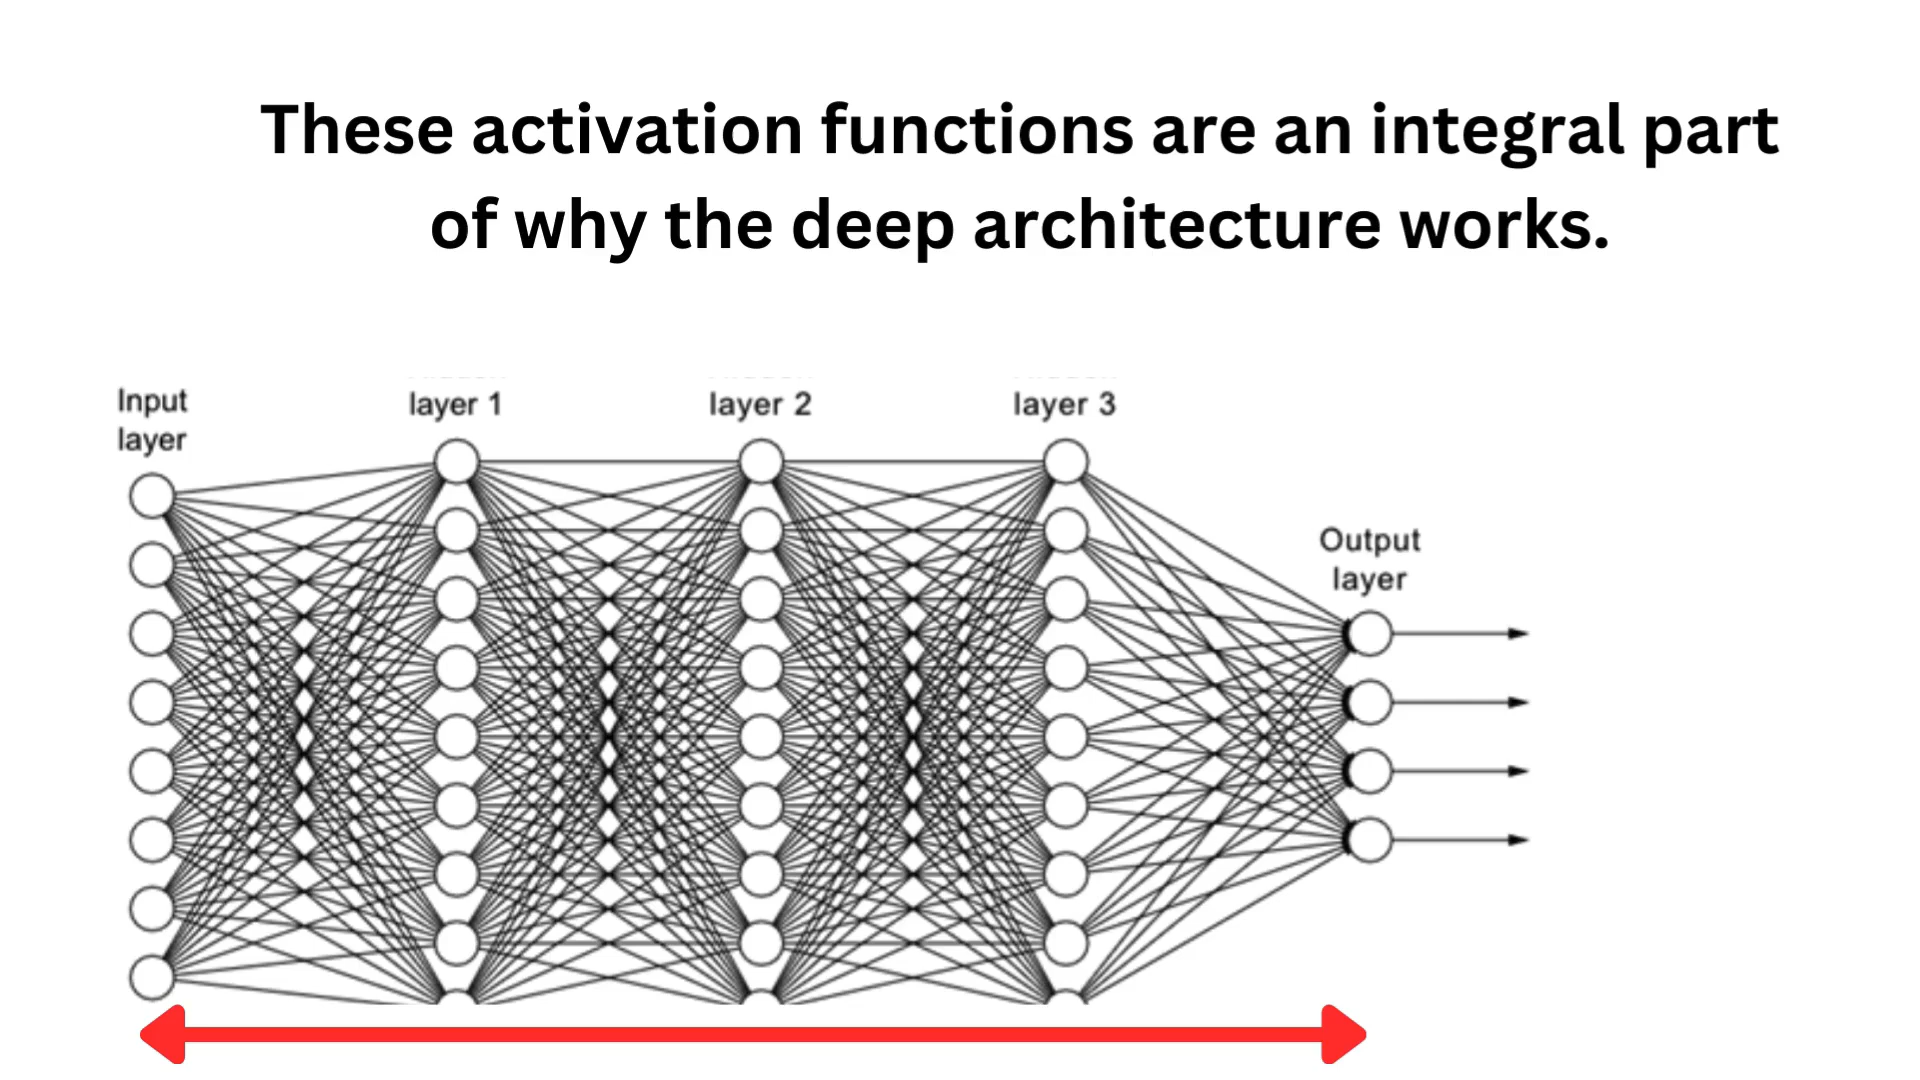 These activation functions are an integral part
of why the deep architecture works.
Input
layer
layer 1
layer 2
layer 3
Output
layer